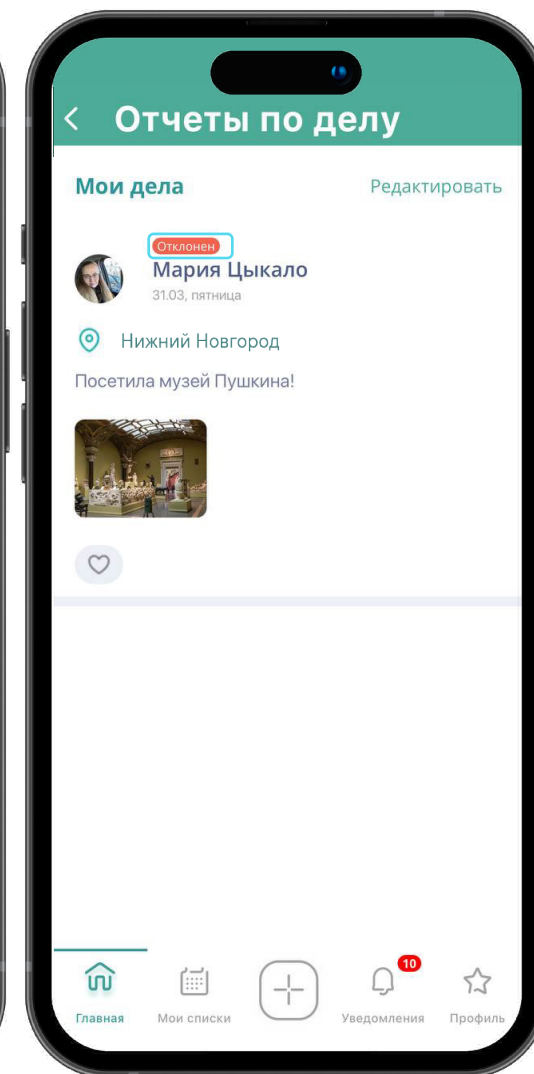 Отчеты по делу
Мои дела Редактировать
Отклонен
Мария Цыкало
31.03, пятница
Нижний Новгород
Посетила музей Пушкина!
10
Главная Мои списки Уведомления Профиль